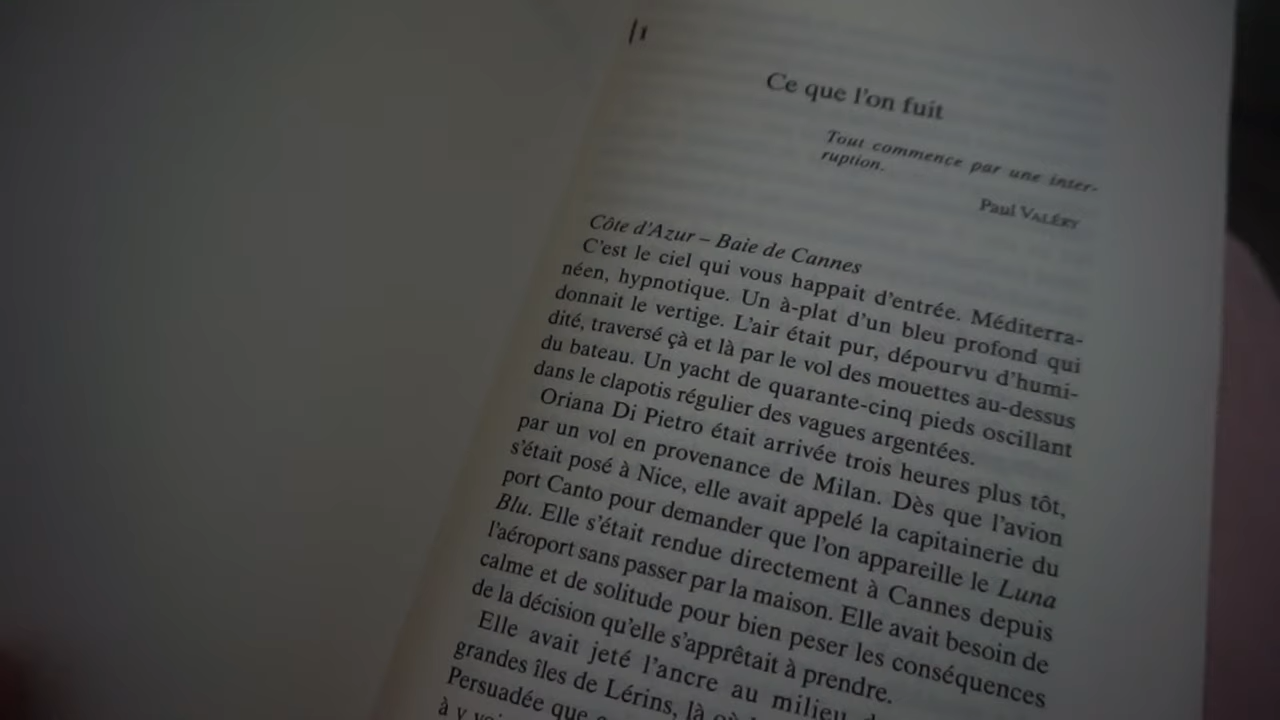 1
Ce que l'on fuit
Tout commence par une inter-
ruption.
Paul VALÉRY
Côte d'Azur – Baie de Cannes
C'est le ciel qui vous happait d'entrée. Méditerra-
néen, hypnotique. Un à-plat d'un bleu profond qui
donnait le vertige. L'air était pur, dépourvu d'humi-
dité, traversé çà et là par le vol des mouettes au-dessus
du bateau. Un yacht de quarante-cinq pieds oscillant
dans le clapotis régulier des vagues argentées.
Oriana Di Pietro était arrivée trois heures plus tôt,
par un vol en provenance de Milan. Dès que l'avion
s'était posé à Nice, elle avait appelé la capitainerie du
port Canto pour demander que l'on appareille le Luna
Blu. Elle s'était rendue directement à Cannes depuis
l'aéroport sans passer par la maison. Elle avait besoin de
calme et de solitude pour bien peser les conséquences
de la décision qu'elle s'apprêtait à prendre.
Elle avait jeté l'ancre au milieu
grandes îles de Lérins, là où
Persuadée que
à y